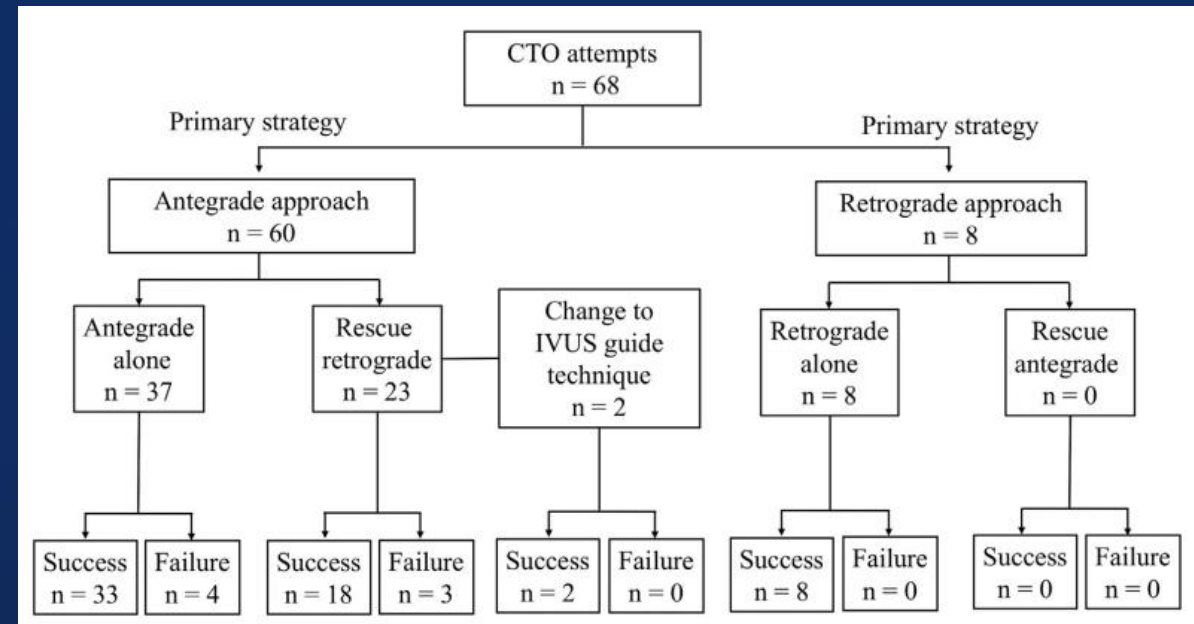 CTO attempts
n = 68
Primary strategy
Primary strategy
Antegrade approach
n = 60
Retrograde approach
n = 8
Antegrade
alone
n = 37
Rescue
retrograde
n = 23
Change to
IVUS guide
technique
n = 2
Retrograde
alone
n = 8
Rescue
antegrade
n = 0
Success
n = 33
Failure
n = 4
Success
n = 18
Failure
n = 3
Success
n = 2
Failure
n = 0
Success
n = 8
Failure
n = 0
Success
n = 0
Failure
n = 0